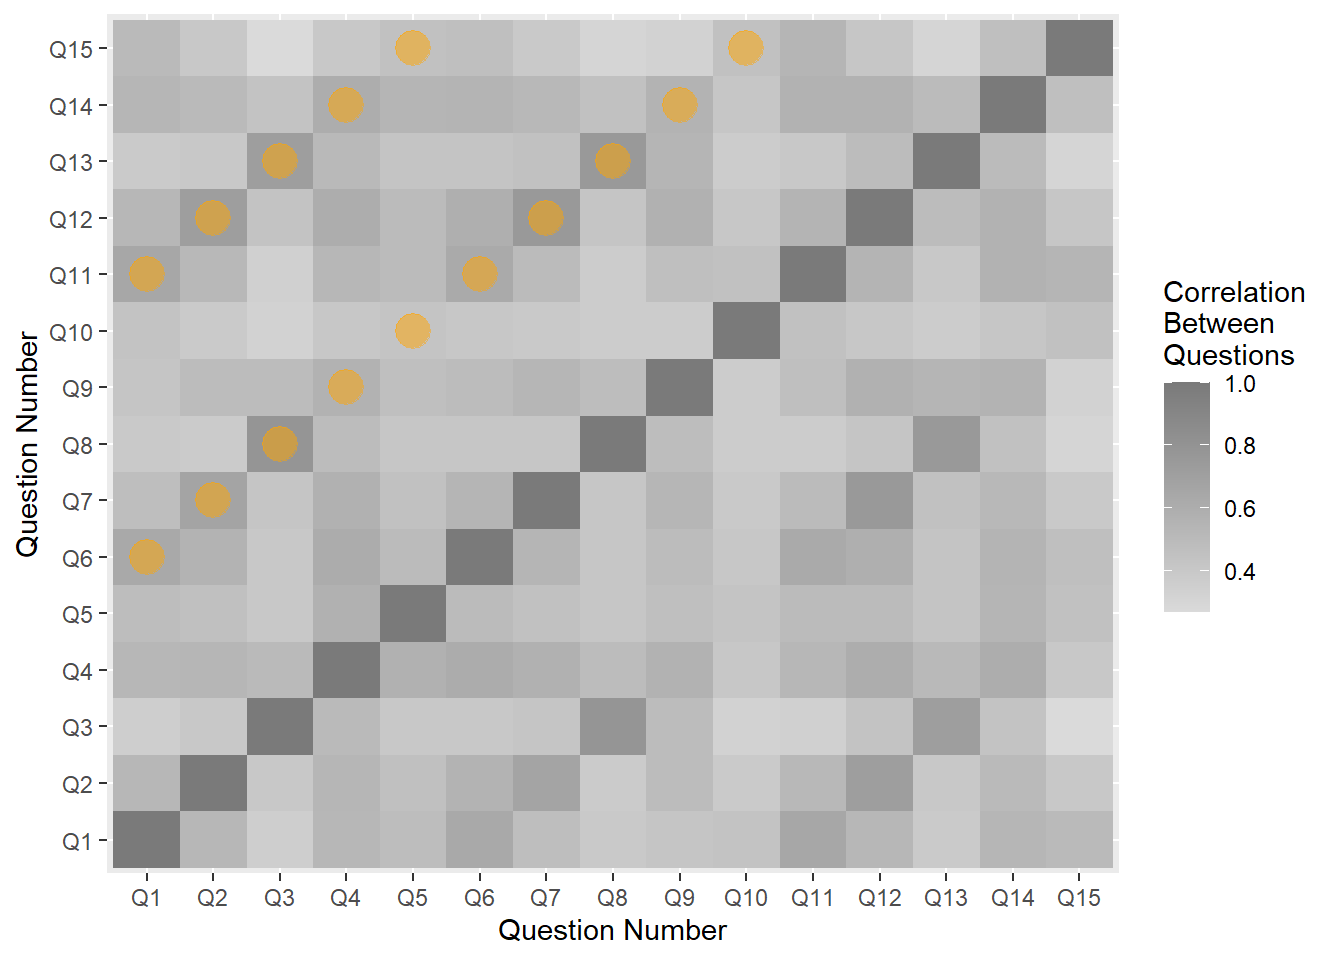 Q15
Q14
Q13
Q12
Q11
Q10
Q9
Q8
Q7
Q6
Q5
Q4
Q3
Q2
Q1
Question Number
Q1 Q2 Q3 Q4 Q5 Q6 Q7 Q8 Q9 Q10 Q11 Q12 Q13 Q14 Q15
Question Number
Correlation
Between
Questions
1.0
0.8
0.6
0.4